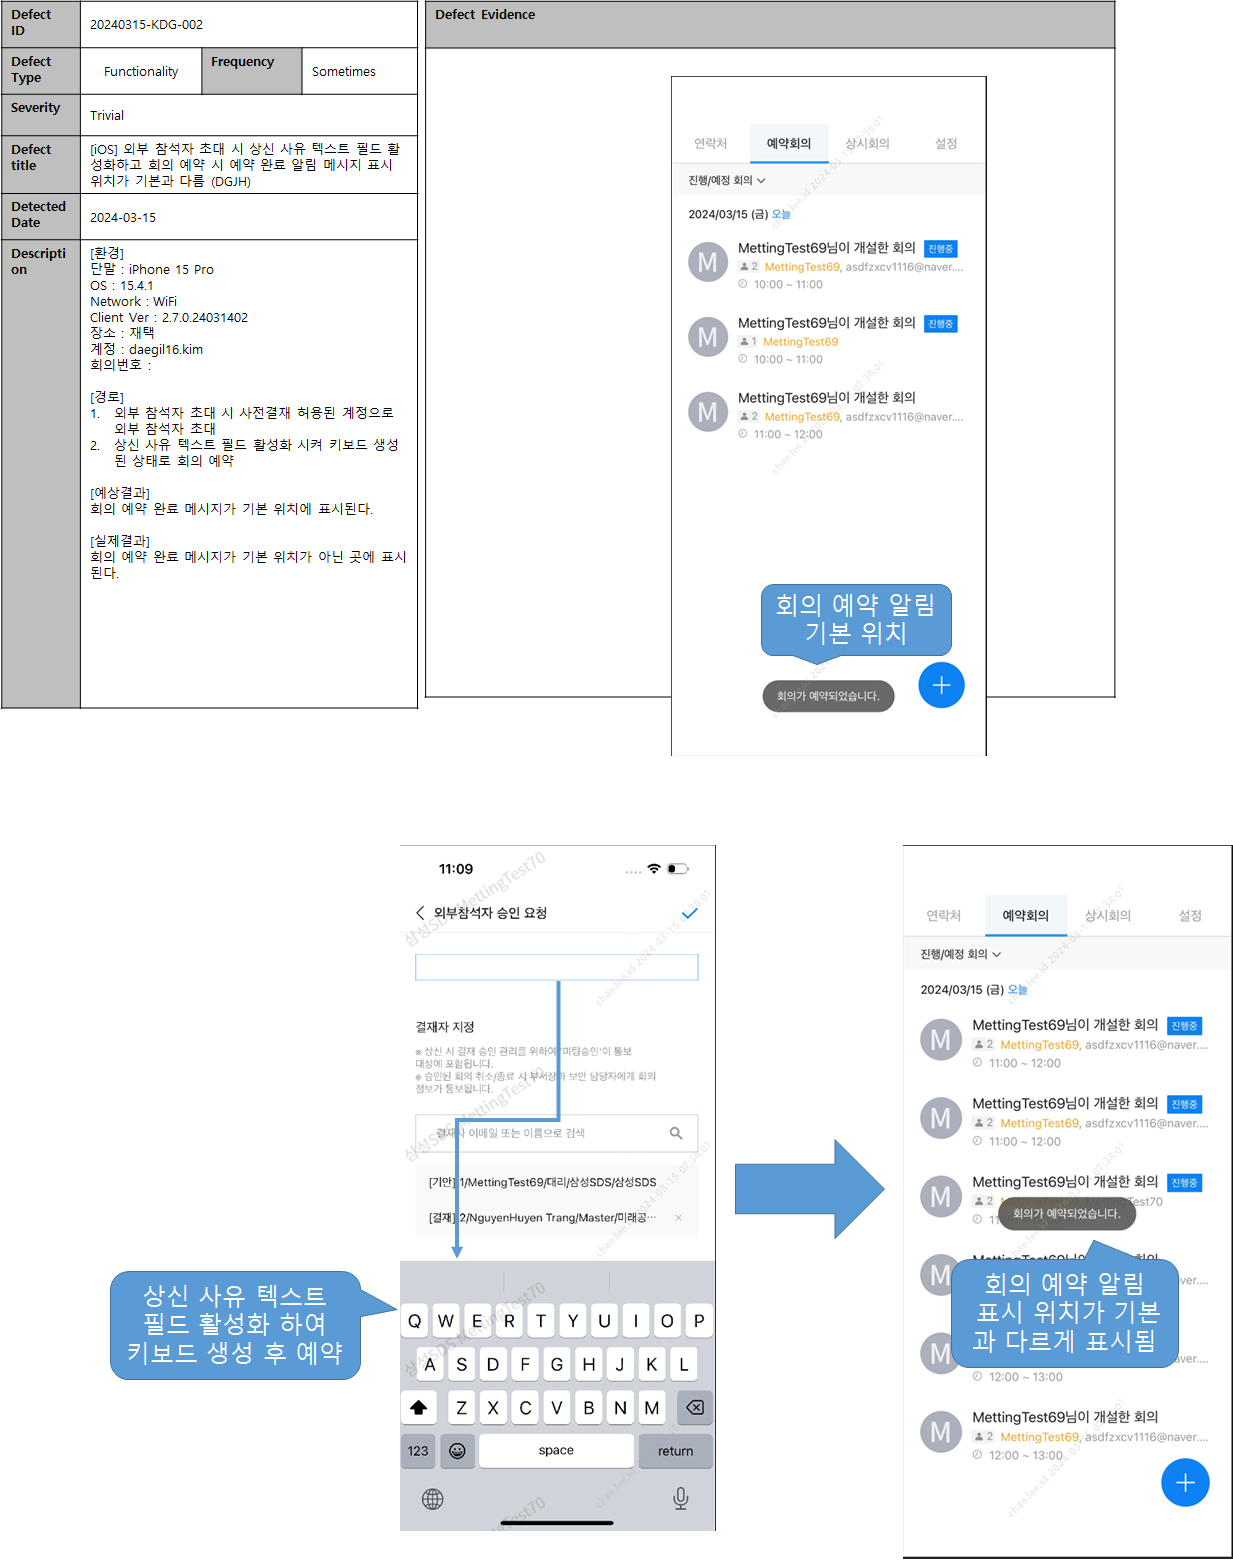 Defect ID
20240315-KDG-002
Defect Type
Functionality
Frequency
Sometimes
Severity
Trivial
Defect title
[iOS] 외부 참석자 초대 시 상신 사유 텍스트 필드 활
성화하고 회의 예약 시 예약 완료 알림 메시지 표시
위치가 기본과 다름 (DGJH)
Detected Date
2024-03-15
Descripti
on
[환경]
단말 : iPhone 15 Pro
OS : 15.4.1
Network : WiFi
Client Ver : 2.7.0.24031402
장소 : 재택
계정 : daegil16.kim
회의번호 :
[경로]
1. 외부 참석자 초대 시 사전결재 허용된 계정으로
외부 참석자 초대
2. 상신 사유 텍스트 필드 활성화 시켜 키보드 생성
된 상태로 회의 예약
[예상결과]
회의 예약 완료 메시지가 기본 위치에 표시된다.
[실제결과]
회의 예약 완료 메시지가 기본 위치가 아닌 곳에 표시
된다.
Defect Evidence
연락처 예약회의 상시회의 설정
진행/예정 회의
2024/03/15 (금) 오늘
M
MettingTest69님이 개설한 회의 진행중
2 MettingTest69, asdfzxcv1116@naver....
10:00 ~ 11:00
M
MettingTest69님이 개설한 회의 진행중
1 MettingTest69
10:00 ~ 11:00
M
MettingTest69님이 개설한 회의
2 MettingTest69, asdfzxcv1116@naver....
11:00 ~ 12:00
회의 예약 알림
기본 위치
회의가 예약되었습니다.
11:09
외부참석자 승인 요청
결재자 지정
※ 상신 시 결재 승인 관리를 위하여 '미팅승인'이 통보
대상에 포함됩니다.
※ 승인된 회의 취소/종료 시 부서장과 보안 담당자에게 회의
정보가 통보됩니다.
결재자 이메일 또는 이름으로 검색
[기안] 1/MettingTest69/대리/삼성SDS/삼성SDS
[결재] 2/NguyenHuyen Trang/Master/미래공…
Q W E R T Y U I O P
A S D F G H J K L
Z X C V B N M
123 space return
상신 사유 텍스트
필드 활성화 하여
키보드 생성 후 예약
연락처 예약회의 상시회의 설정
진행/예정 회의
2024/03/15 (금) 오늘
M
MettingTest69님이 개설한 회의 진행중
2 MettingTest69, asdfzxcv1116@naver....
11:00 ~ 12:00
M
MettingTest69님이 개설한 회의 진행중
2 MettingTest69, asdfzxcv1116@naver....
11:00 ~ 12:00
M
MettingTest69님이 개설한 회의 진행중
2
회의가 예약되었습니다.
M
회의 예약 알림
표시 위치가 기본
과 다르게 표시됨
M
12:00 ~ 13:00
M
MettingTest69님이 개설한 회의
2 MettingTest69, asdfzxcv1116@naver....
12:00 ~ 13:00